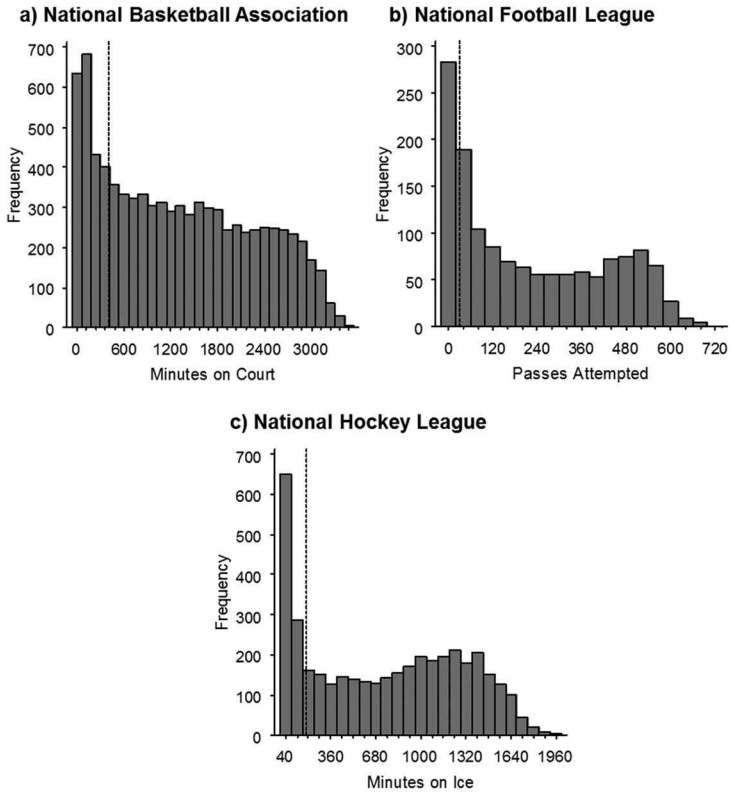 a) National Basketball Association
700
600
500
400
300
200
100
0
Frequency
0 600 1200 1800 2400 3000
Minutes on Court
b) National Football League
300
250
200
150
100
50
0
Frequency
0 120 240 360 480 600 720
Passes Attempted
c) National Hockey League
700
600
500
400
300
200
100
0
Frequency
40 360 680 1000 1320 1640 1960
Minutes on Ice